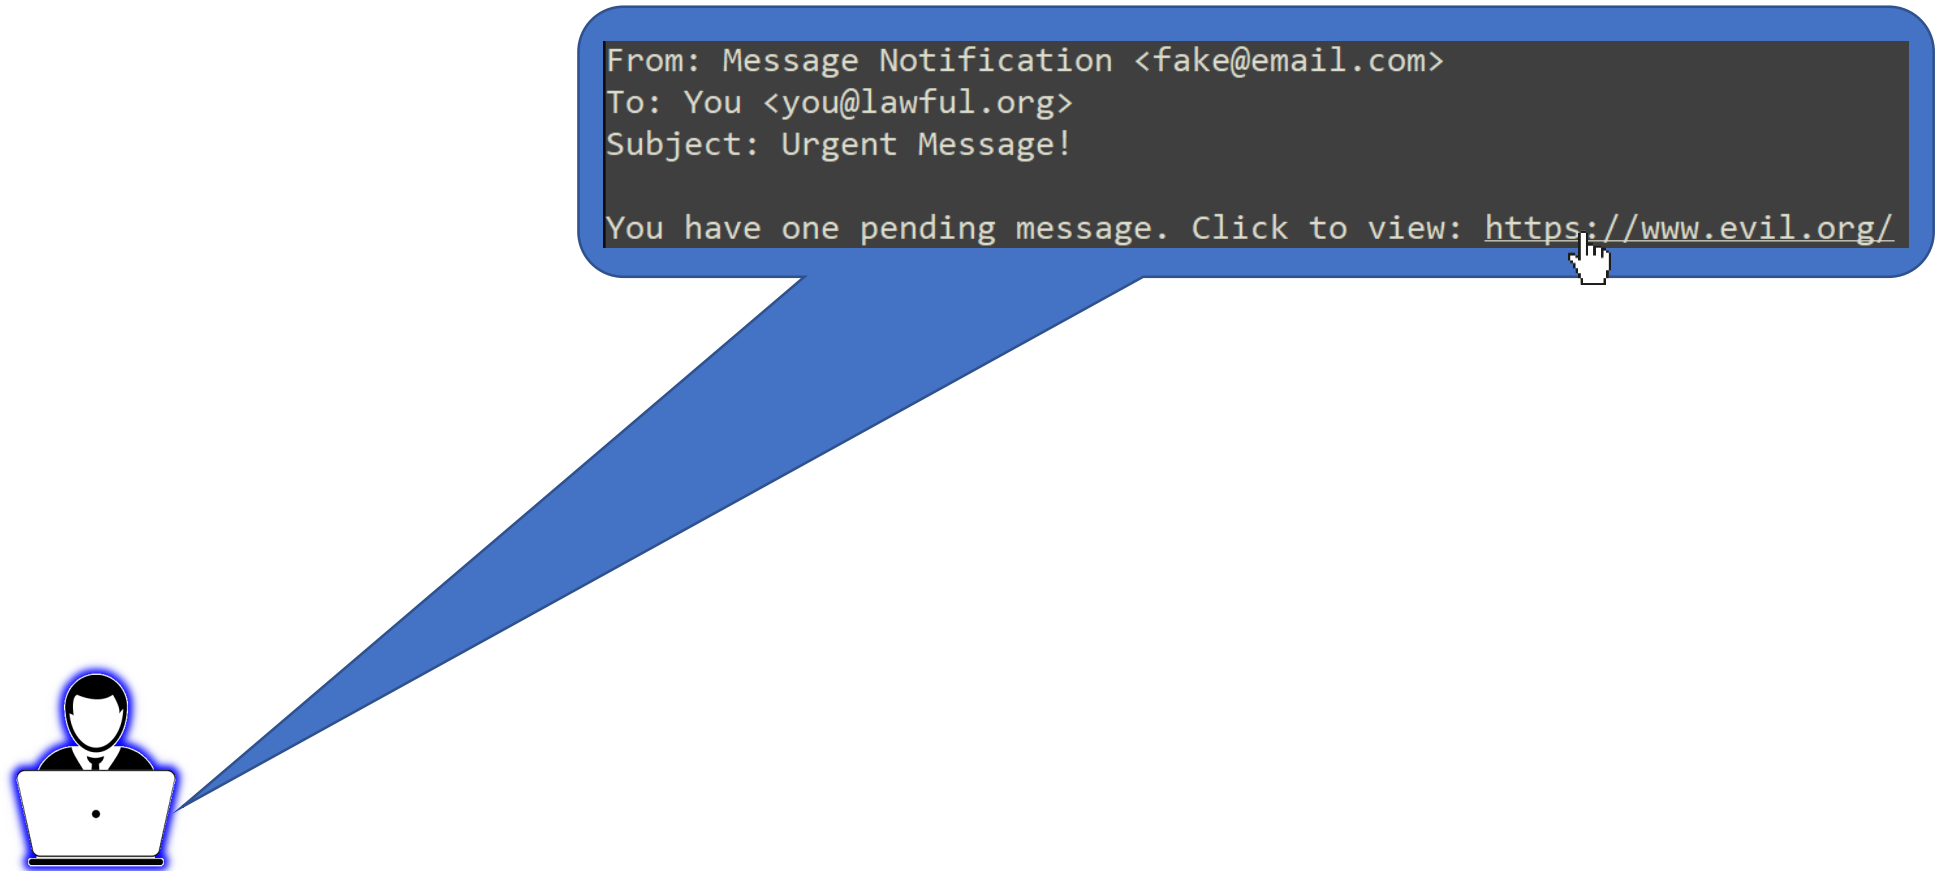 From: Message Notification <fake@email.com>
To: You <you@lawful.org>
Subject: Urgent Message!
You have one pending message. Click to view: https://www.evil.org/